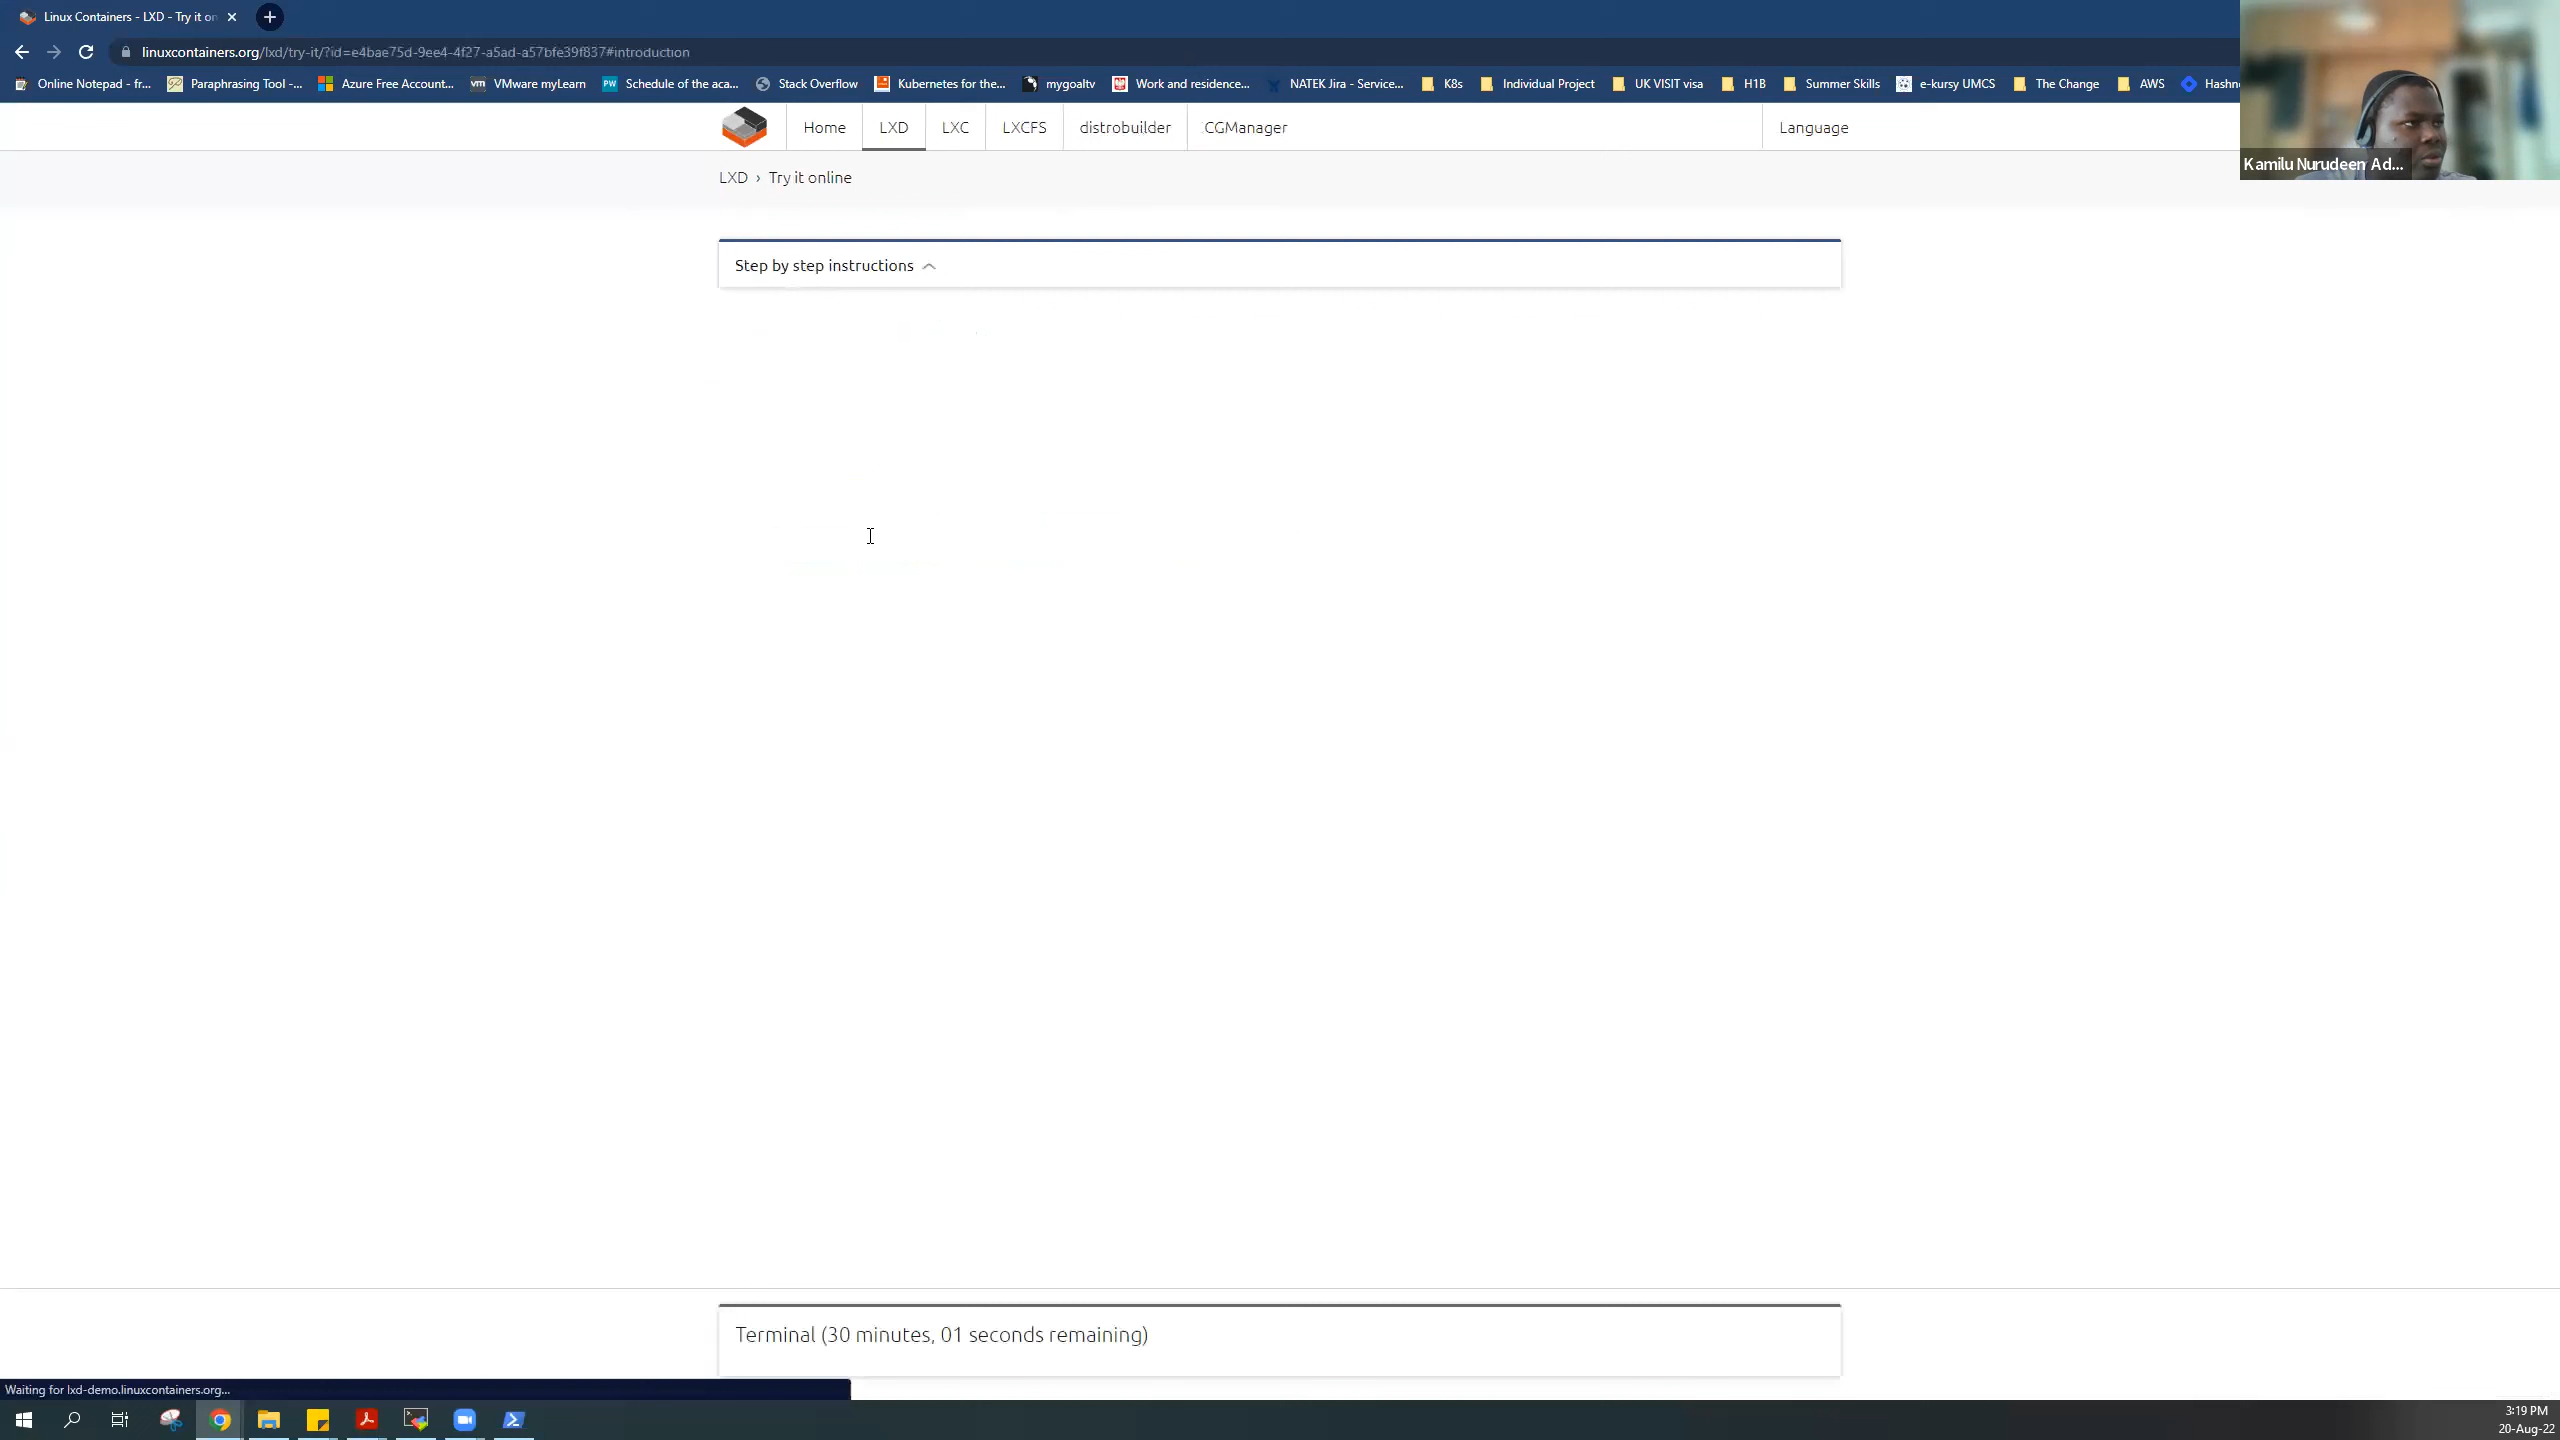 Linux Containers - LXD - Try it on
linuxcontainers.org/lxd/try-it/?id=e4bae75d-9ee4-4f27-a5ad-a57bfe39f837#introduction
Online Notepad - fr... Paraphrasing Tool -... Azure Free Account... VMware myLearn Schedule of the aca... Stack Overflow Kubernetes for the... mygoaltv Work and residence... NATEK Jira - Service... K8s Individual Project UK VISIT visa H1B Summer Skills e-kursy UMCS The Change AWS Hashn
Home LXD LXC LXCFS distrobuilder CGManager Language
Kamilu Nurudeen Ad...
LXD › Try it online
Step by step instructions
Terminal (30 minutes, 01 seconds remaining)
Waiting for lxd-demo.linuxcontainers.org...
3:19 PM
20-Aug-22